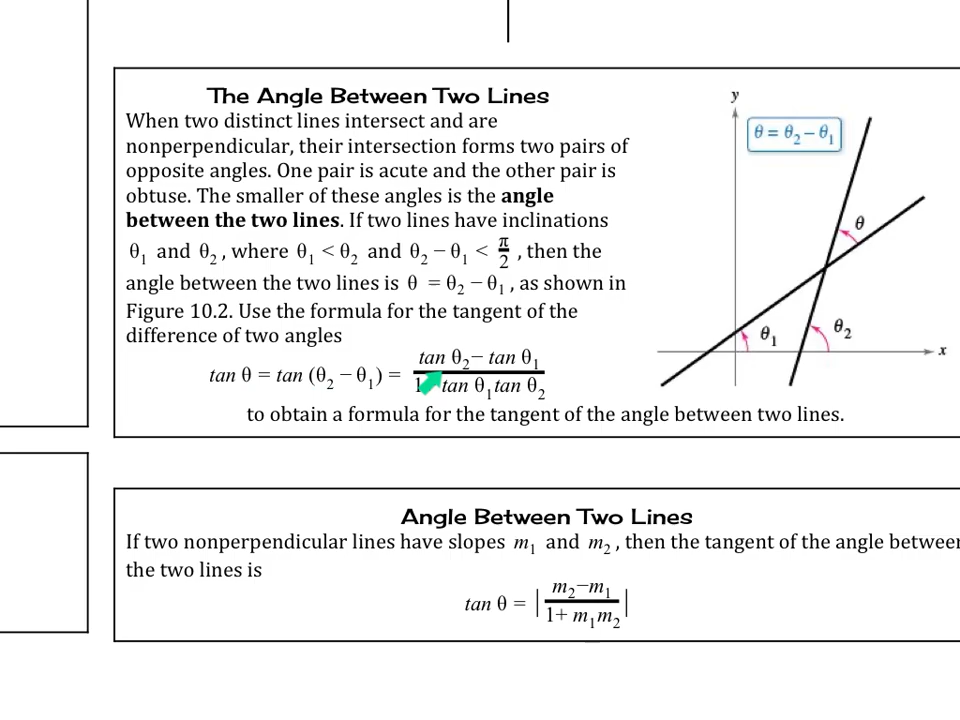 The Angle Between Two Lines
When two distinct lines intersect and are
nonperpendicular, their intersection forms two pairs of
opposite angles. One pair is acute and the other pair is
obtuse. The smaller of these angles is the angle
between the two lines. If two lines have inclinations
θ₁ and θ₂, where θ₁ < θ₂ and θ₂ − θ₁ < π/2, then the
angle between the two lines is θ = θ₂ − θ₁, as shown in
Figure 10.2. Use the formula for the tangent of the
difference of two angles
tan θ = tan (θ₂ − θ₁) = tan θ₂ − tan θ₁
1 tan θ₁ tan θ₂
to obtain a formula for the tangent of the angle between two lines.
y
θ = θ₂ − θ₁
θ
θ₁
θ₂
x
Angle Between Two Lines
If two nonperpendicular lines have slopes m₁ and m₂, then the tangent of the angle between
the two lines is
tan θ = | m₂−m₁ / 1+ m₁m₂ |